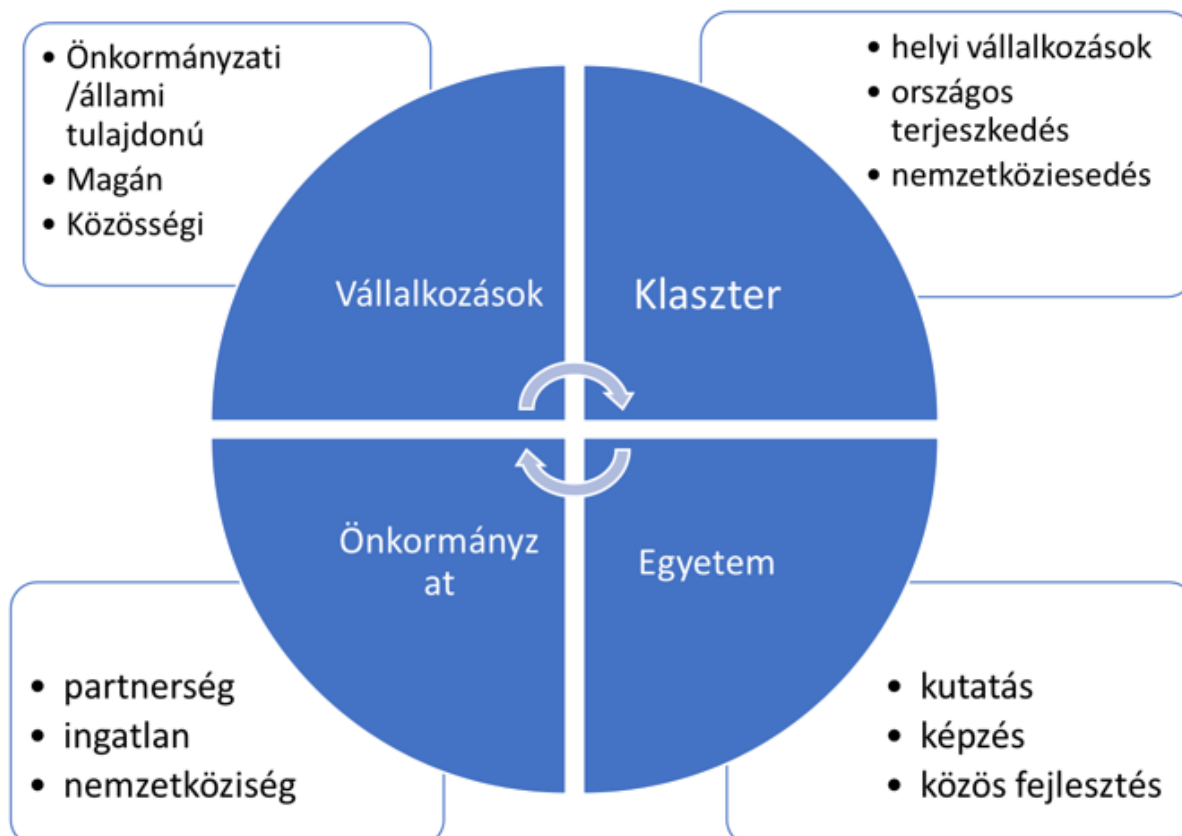 • Önkormányzati
/állami
tulajdonú
• Magán
• Közösségi
• helyi vállalkozások
• országos
terjeszkedés
• nemzetköziesedés
Vállalkozások
Klaszter
Önkormányz
at
Egyetem
• partnerség
• ingatlan
• nemzetköziség
• kutatás
• képzés
• közös fejlesztés